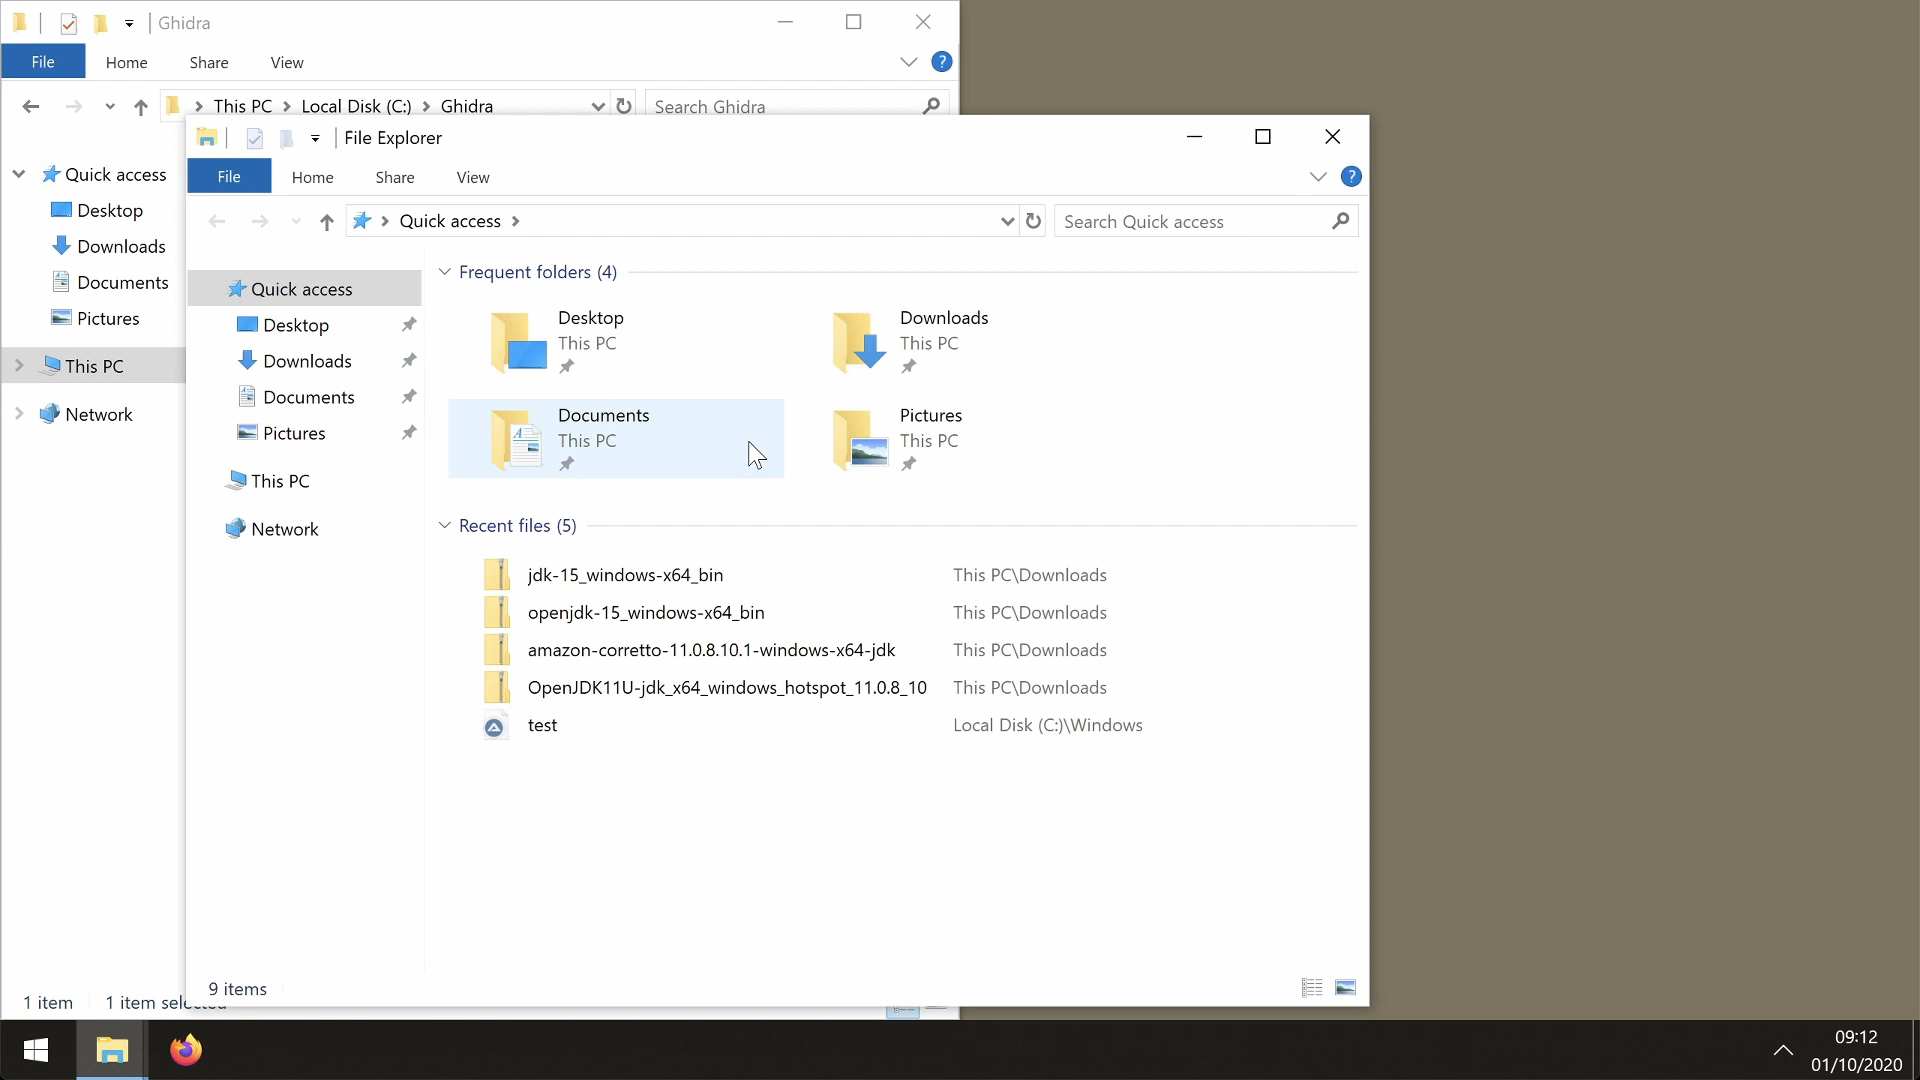 Ghidra
File Home Share View
This PC Local Disk (C:) Ghidra
Search Ghidra
Quick access
Desktop
Downloads
Documents
Pictures
This PC
Network
1 item 1 item selected
File Explorer
File Home Share View
?
?
Quick access
Search Quick access
Quick access
Desktop
Downloads
Documents
Pictures
This PC
Network
Frequent folders (4)
Desktop
This PC
Downloads
This PC
Documents
This PC
Pictures
This PC
Recent files (5)
jdk-15_windows-x64_bin This PC\Downloads
openjdk-15_windows-x64_bin This PC\Downloads
amazon-corretto-11.0.8.10.1-windows-x64-jdk This PC\Downloads
OpenJDK11U-jdk_x64_windows_hotspot_11.0.8_10 This PC\Downloads
test Local Disk (C:)\Windows
9 items
09:12
01/10/2020